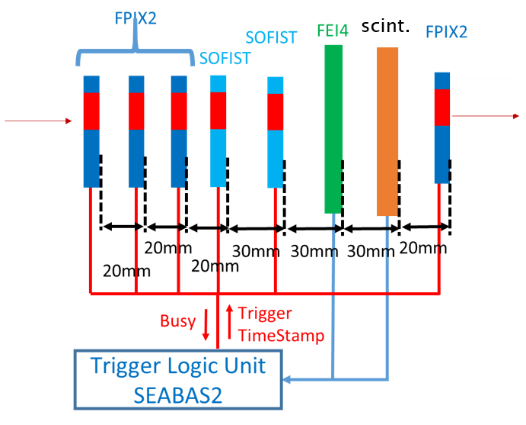 FPIX2
SOFIST
SOFIST
FEI4
scint.
FPIX2
20mm
20mm
20mm
30mm
30mm
30mm
20mm
Busy
Trigger
TimeStamp
Trigger Logic Unit
SEABAS2